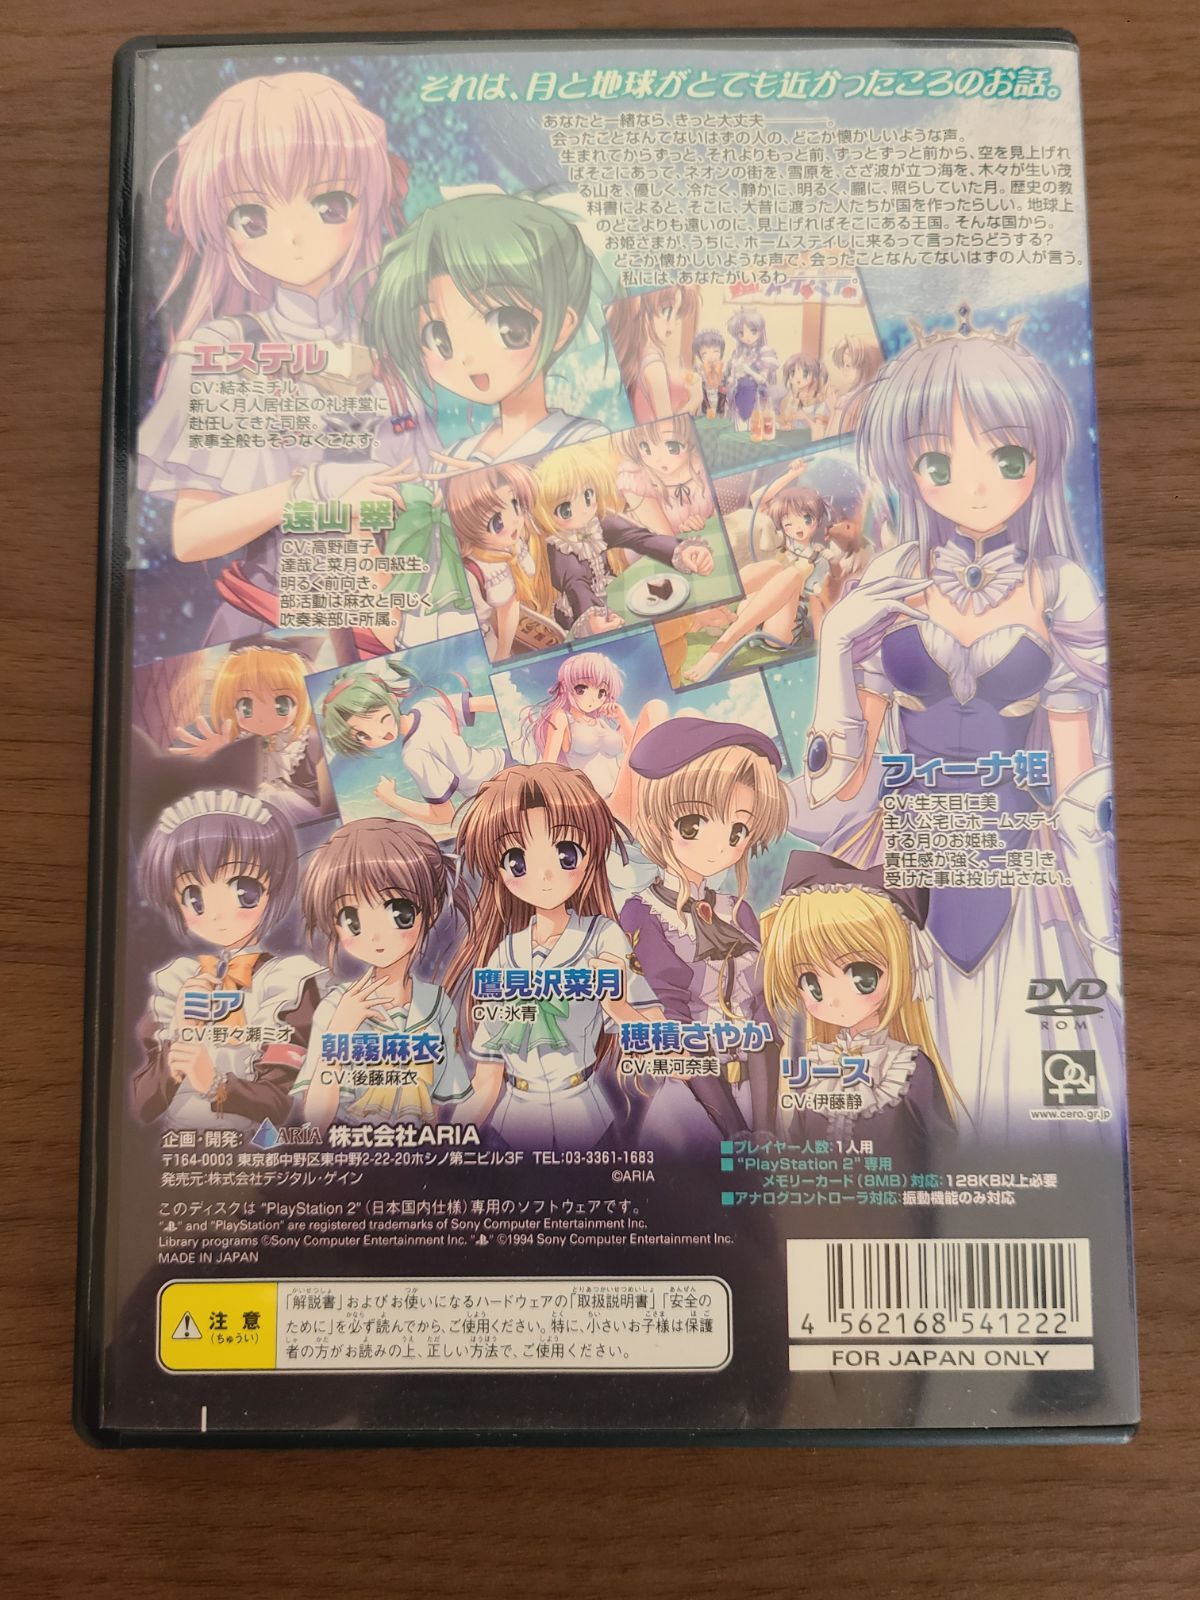 それは、月と地球がとても近かったころのお話。
あなたと一緒なら、きっと大丈夫――――。
会ったことなんてないはずの人の、どこか懐かしいような声。
生まれてからずっと、それよりもっと前、ずっとずっと前から、空を見上げれ
ばそこにあって、ネオンの街を、雪原を、さざ波が立つ海を、木々が生い茂
る山を、優しく、冷たく、静かに、明るく、朧に、照らしていた月。歴史の教
科書によると、そこに、大昔に渡った人たちが国を作ったらしい。地球上
のどこよりも遠いのに、見上げればそこにある王国。そんな国から。
お姫さまが、うちに、ホームステイしに来るって言ったらどうする?
どこか懐かしいような声で、会ったことなんてないはずの人が言う。
私には、あなたがいるわ――――。
エステル
CV:結本ミチル
新しく月人居住区の礼拝堂に
赴任してきた司祭。
家事全般もそつなくこなす。
遠山 翠
CV:高野直子
達哉と菜月の同級生。
明るく前向き。
部活動は麻衣と同じく
吹奏楽部に所属。
フィーナ姫
CV:生天目仁美
主人公宅にホームステイ
する月のお姫様。
責任感が強く、一度引き
受けた事は投げ出さない。
ミア
CV:野々瀬ミオ
朝霧麻衣
CV:後藤麻衣
鷹見沢菜月
CV:氷青
穂積さやか
CV:黒河奈美
リース
CV:伊藤静
DVD
ROM
www.cero.gr.jp
企画・開発: ARIA 株式会社ARIA
〒164-0003 東京都中野区東中野2-22-20ホシノ第二ビル3F TEL:03-3361-1683
発売元:株式会社デジタル・ゲイン ©ARIA
■プレイヤー人数:1人用
■"PlayStation 2"専用
メモリーカード(8MB)対応:128KB以上必要
■アナログコントローラ対応:振動機能のみ対応
このディスクは "PlayStation 2"(日本国内仕様)専用のソフトウェアです。
" " and "PlayStation" are registered trademarks of Sony Computer Entertainment Inc.
Library programs ©Sony Computer Entertainment Inc. " " ©1994 Sony Computer Entertainment Inc.
MADE IN JAPAN
注意
(ちゅうい)
「解説書」およびお使いになるハードウェアの「取扱説明書」「安全の
ために」を必ず読んでから、ご使用ください。特に、小さいお子様は保護
者の方がお読みの上、正しい方法で、ご使用ください。
4 562168 541222
FOR JAPAN ONLY